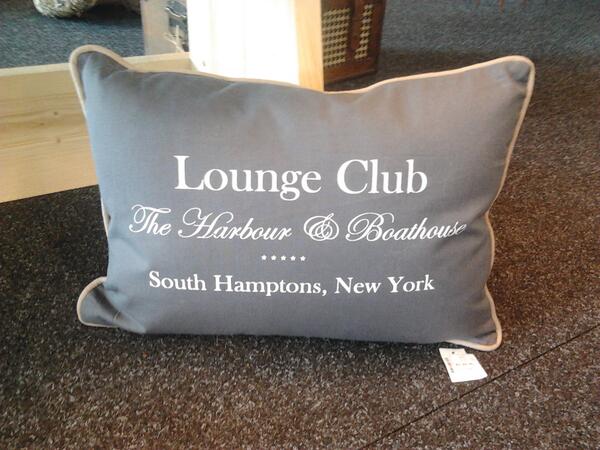 Lounge Club
The Harbour & Boathouse
*****
South Hamptons, New York